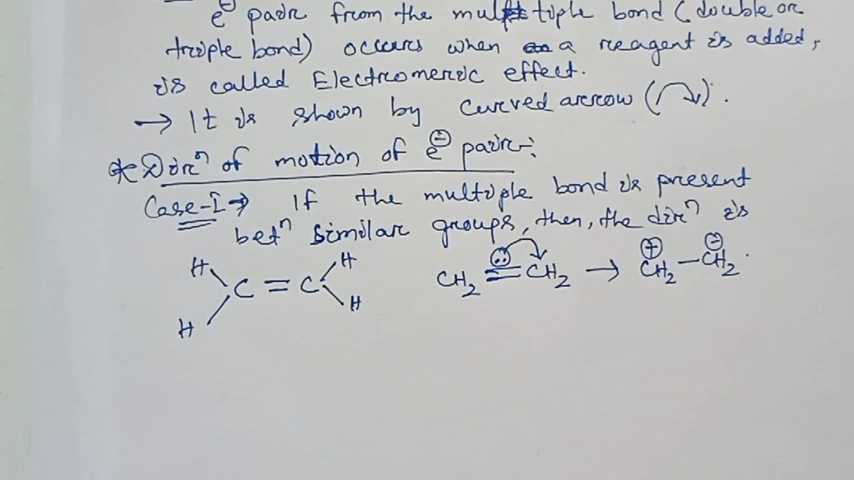 e⊖ pair from the multiple bond (double or
triple bond) occurs when a reagent is added,
is called Electromeric effect.
→ It is shown by curved arrow (↷).
* Dirⁿ of motion of e⊖ pair-:
Case-I→ If the multiple bond is present
betⁿ similar groups, then, the dirⁿ is
H H
C = C CH₂ = CH₂ → ⊕CH₂ - ⊖CH₂.
H H